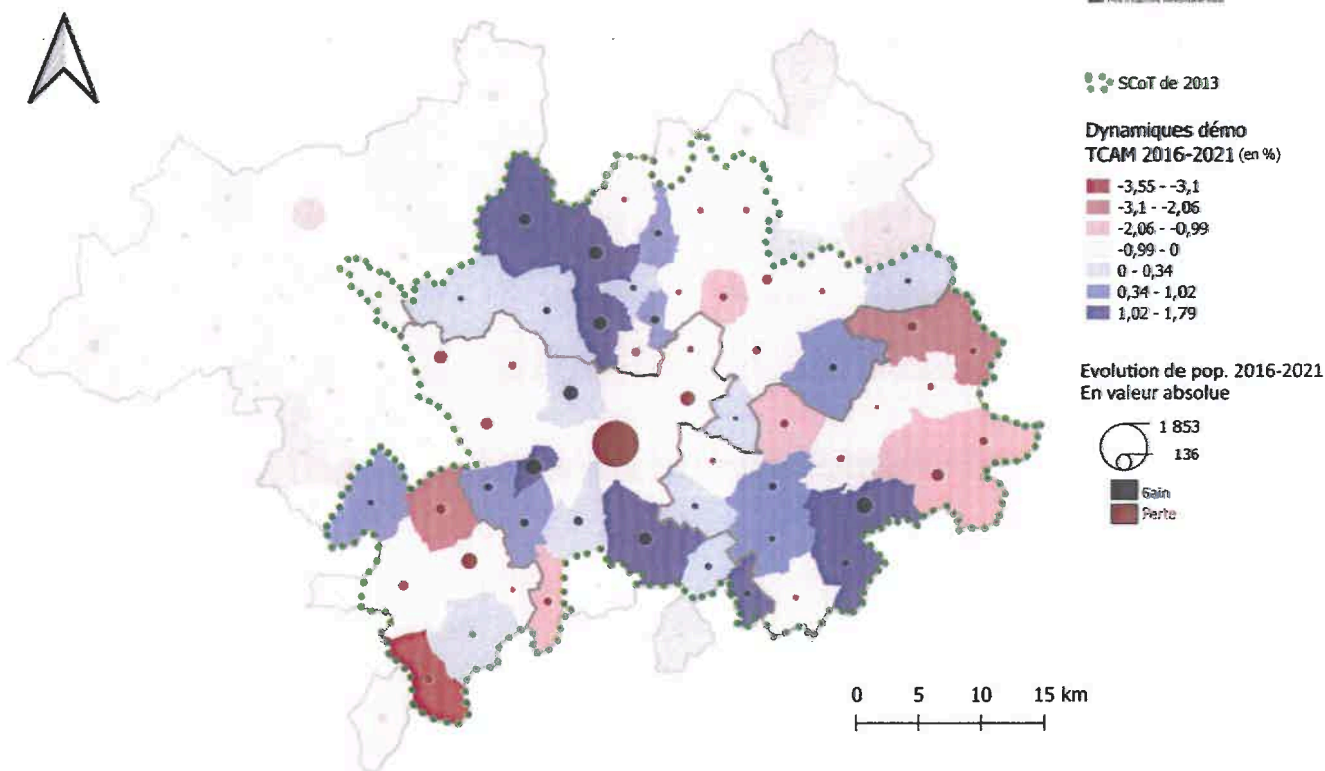 SCoT de 2013
Dynamiques démo
TCAM 2016-2021 (en %)
-3,55 - -3,1
-3,1 - -2,06
-2,06 - -0,99
-0,99 - 0
0 - 0,34
0,34 - 1,02
1,02 - 1,79
Evolution de pop. 2016-2021
En valeur absolue
1 853
136
Gain
Perte
0 5 10 15 km